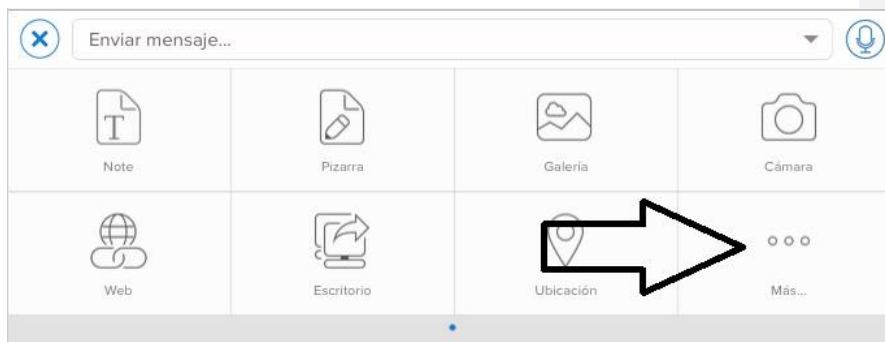 Enviar mensaje...
Note
Pizarra
Galería
Cámara
Web
Escritorio
Ubicación
Más...